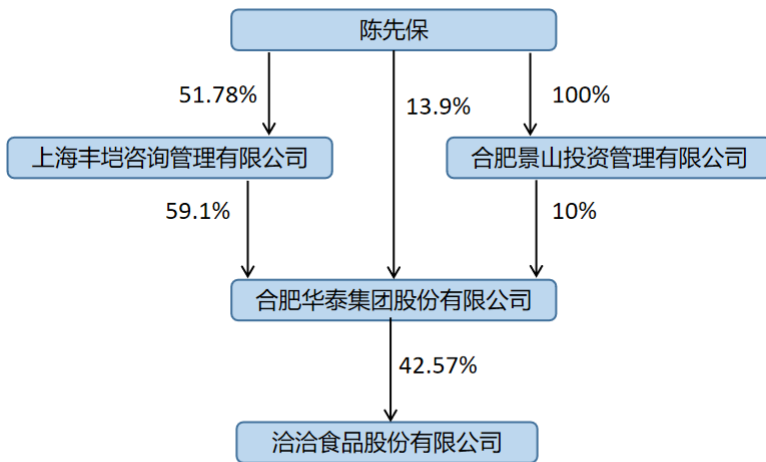 陈先保
51.78%
13.9%
100%
上海丰垲咨询管理有限公司
合肥景山投资管理有限公司
59.1%
10%
合肥华泰集团股份有限公司
42.57%
洽洽食品股份有限公司